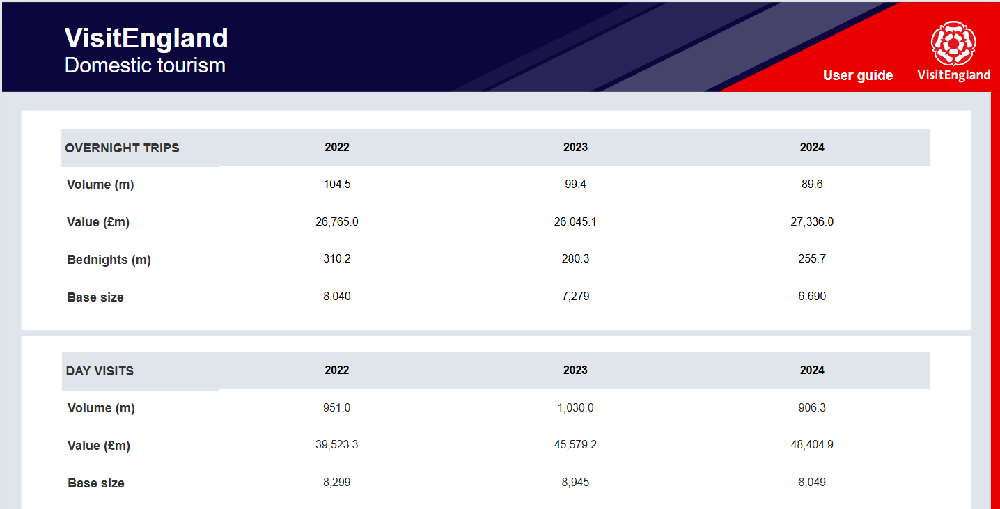 VisitEngland
Domestic tourism
User guide
VisitEngland
OVERNIGHT TRIPS 2022 2023 2024
Volume (m) 104.5 99.4 89.6
Value (£m) 26,765.0 26,045.1 27,336.0
Bednights (m) 310.2 280.3 255.7
Base size 8,040 7,279 6,690
DAY VISITS 2022 2023 2024
Volume (m) 951.0 1,030.0 906.3
Value (£m) 39,523.3 45,579.2 48,404.9
Base size 8,299 8,945 8,049